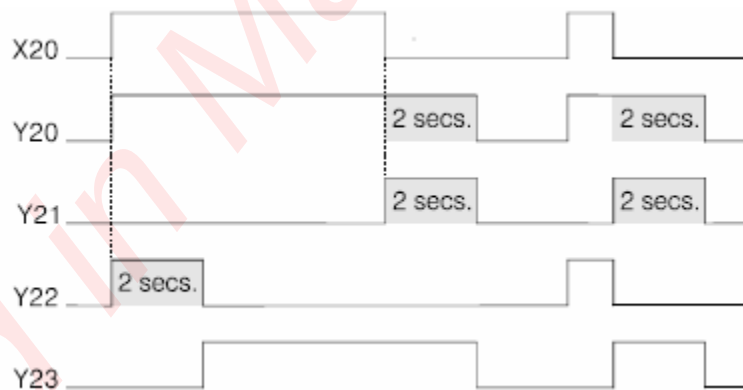 X20
Y20 2 secs. 2 secs.
Y21 2 secs. 2 secs.
Y22 2 secs.
Y23